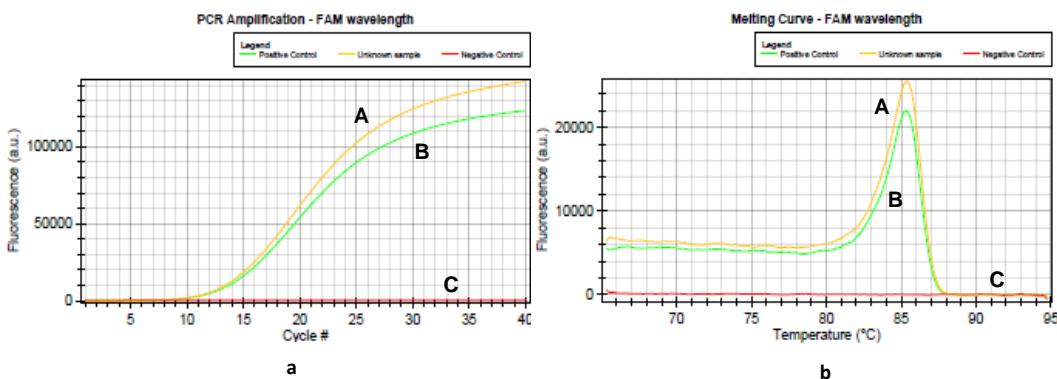 PCR Amplification - FAM wavelength
Legend
Positive Control Unknown sample Negative Control
A
B
C
100000
50000
0
Fluorescence (a.u.)
5 10 15 20 25 30 35 40
Cycle #
a
Melting Curve - FAM wavelength
Legend
Positive Control Unknown sample Negative Control
A
B
C
20000
10000
0
Fluorescence (a.u.)
70 75 80 85 90 95
Temperature (°C)
b